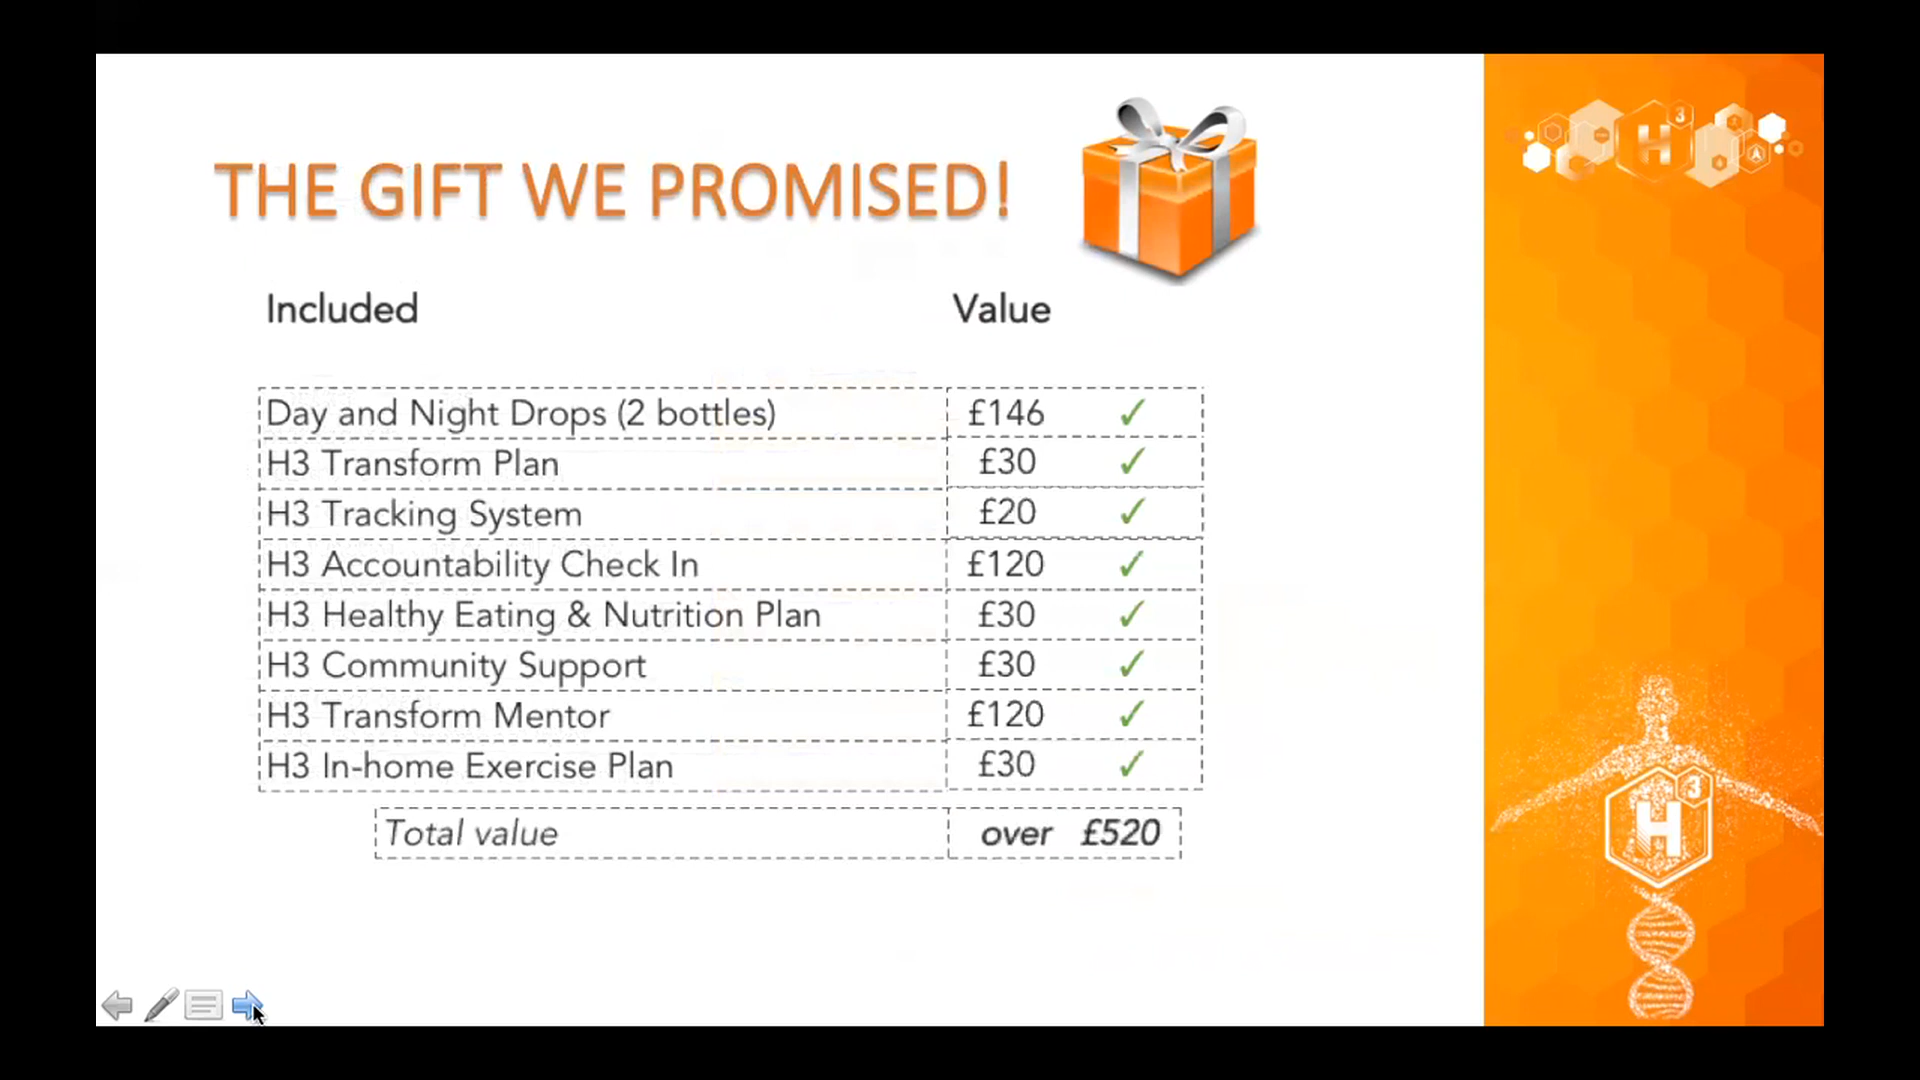 THE GIFT WE PROMISED!
Included Value
Day and Night Drops (2 bottles) £146 ✓
H3 Transform Plan £30 ✓
H3 Tracking System £20 ✓
H3 Accountability Check In £120 ✓
H3 Healthy Eating & Nutrition Plan £30 ✓
H3 Community Support £30 ✓
H3 Transform Mentor £120 ✓
H3 In-home Exercise Plan £30 ✓
Total value over £520
H3
H3